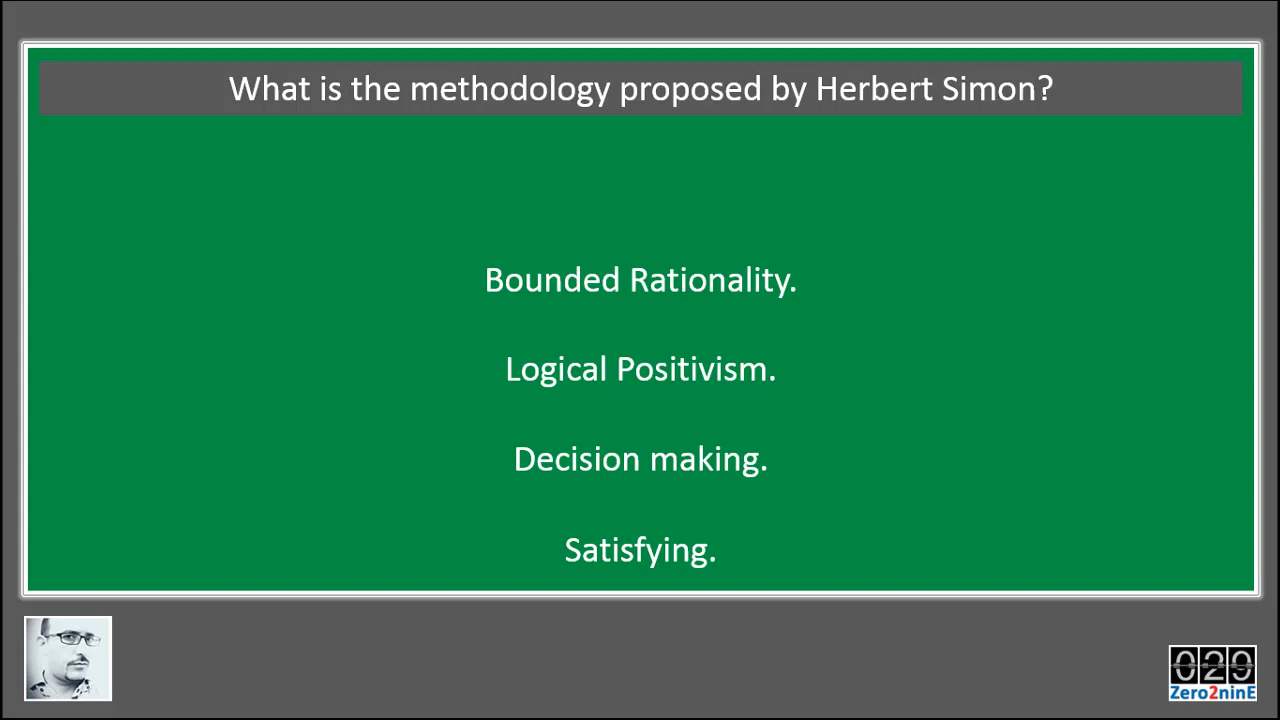 What is the methodology proposed by Herbert Simon?
Bounded Rationality.
Logical Positivism.
Decision making.
Satisfying.
029
Zero2ninE